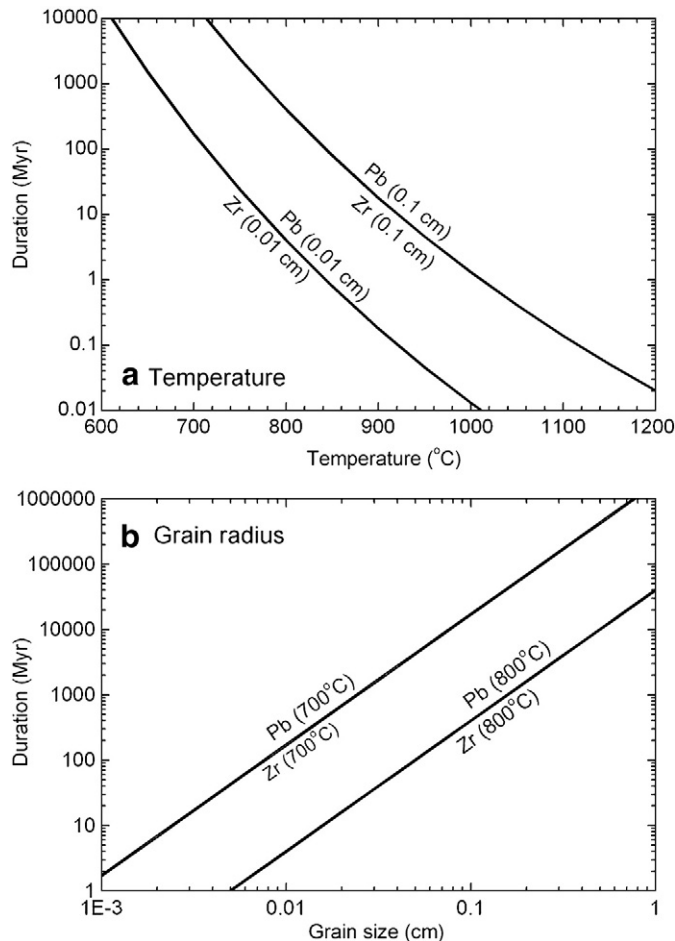 10000
1000
100
10
1
0.1
0.01
Duration (Myr)
Pb (0.1 cm)
Zr (0.1 cm)
Pb (0.01 cm)
Zr (0.01 cm)
a Temperature
600 700 800 900 1000 1100 1200
Temperature (°C)
1000000
100000
10000
1000
100
10
1
Duration (Myr)
b Grain radius
Pb (700°C)
Zr (700°C)
Pb (800°C)
Zr (800°C)
1E-3 0.01 0.1 1
Grain size (cm)